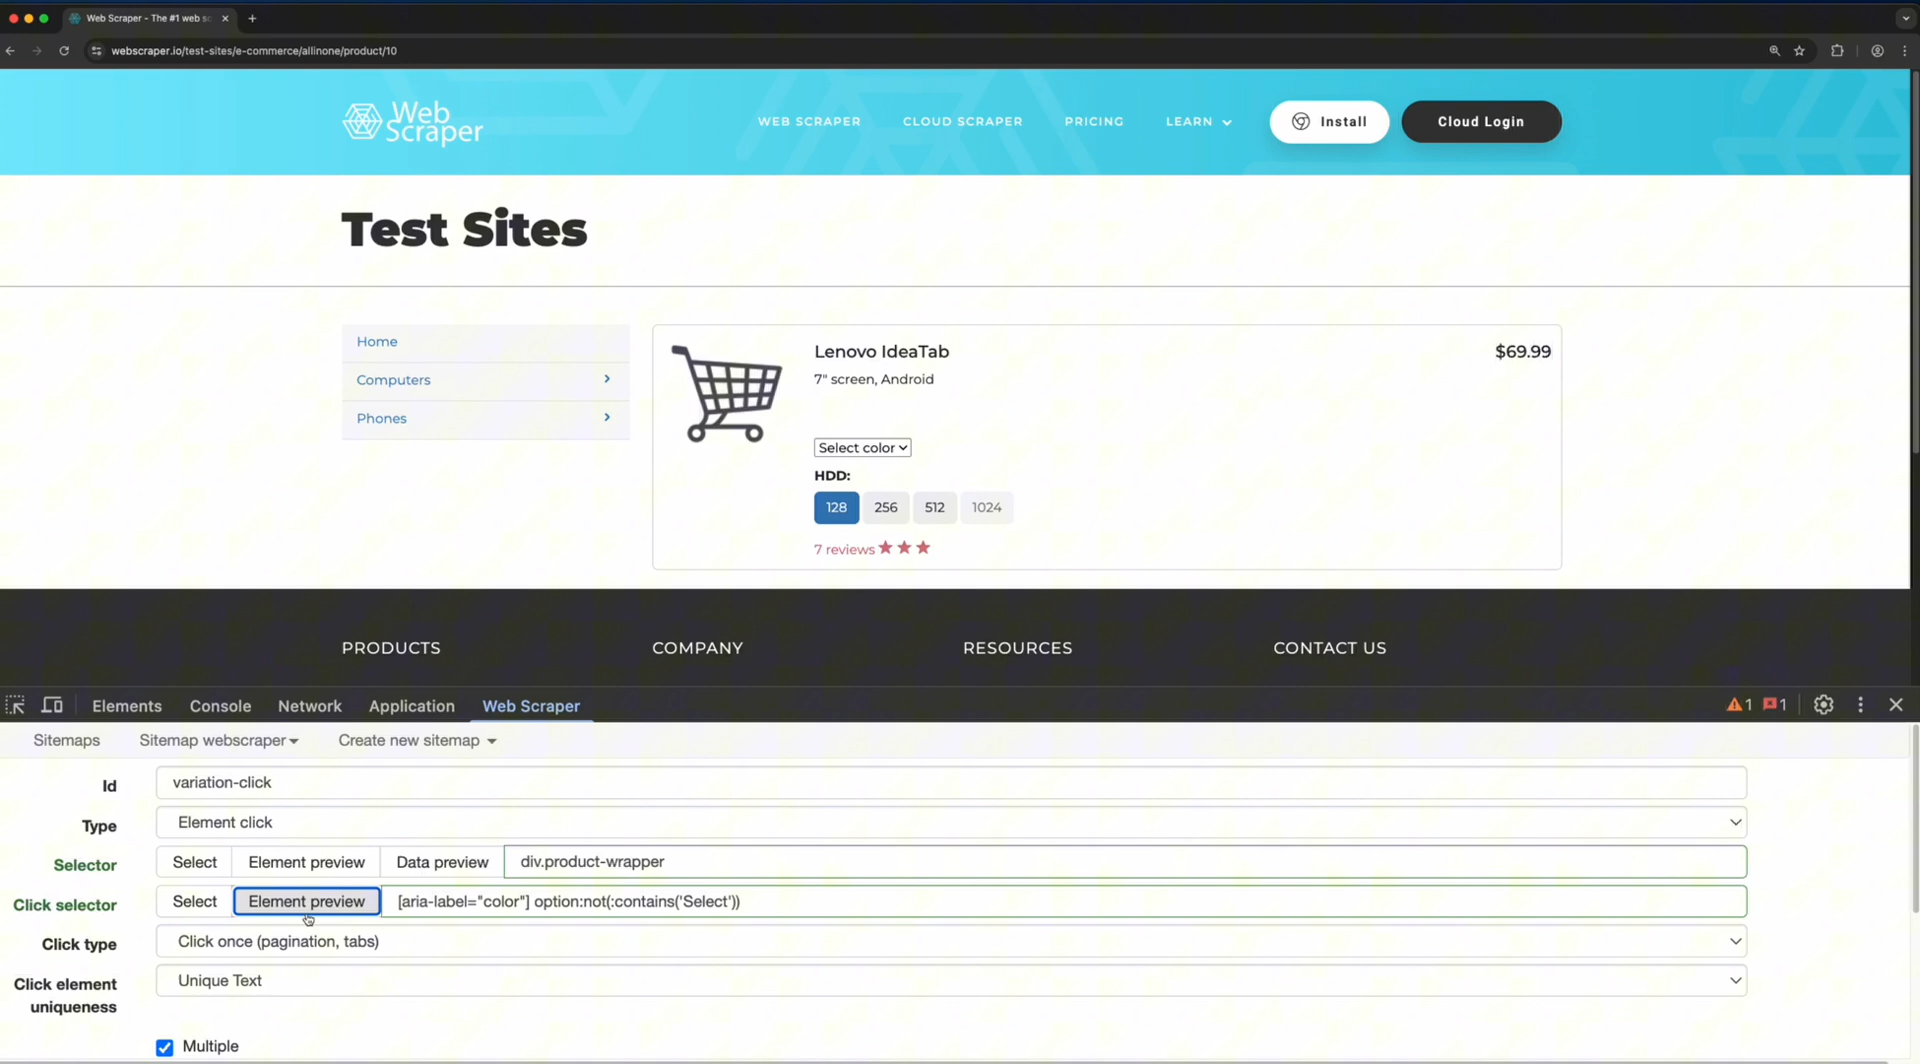 Web Scraper - The #1 web sc
webscraper.io/test-sites/e-commerce/allinone/product/10
Web Scraper
WEB SCRAPER
CLOUD SCRAPER
PRICING
LEARN
Install
Cloud Login
Test Sites
Home
Computers
Phones
Lenovo IdeaTab
$69.99
7" screen, Android
Select color
HDD:
128 256 512 1024
7 reviews
PRODUCTS
COMPANY
RESOURCES
CONTACT US
Elements
Console
Network
Application
Web Scraper
1
1
Sitemaps
Sitemap webscraper
Create new sitemap
Id
variation-click
Type
Element click
Selector
Select
Element preview
Data preview
div.product-wrapper
Click selector
Select
Element preview
[aria-label="color"] option:not(:contains('Select'))
Click type
Click once (pagination, tabs)
Click element uniqueness
Unique Text
Multiple